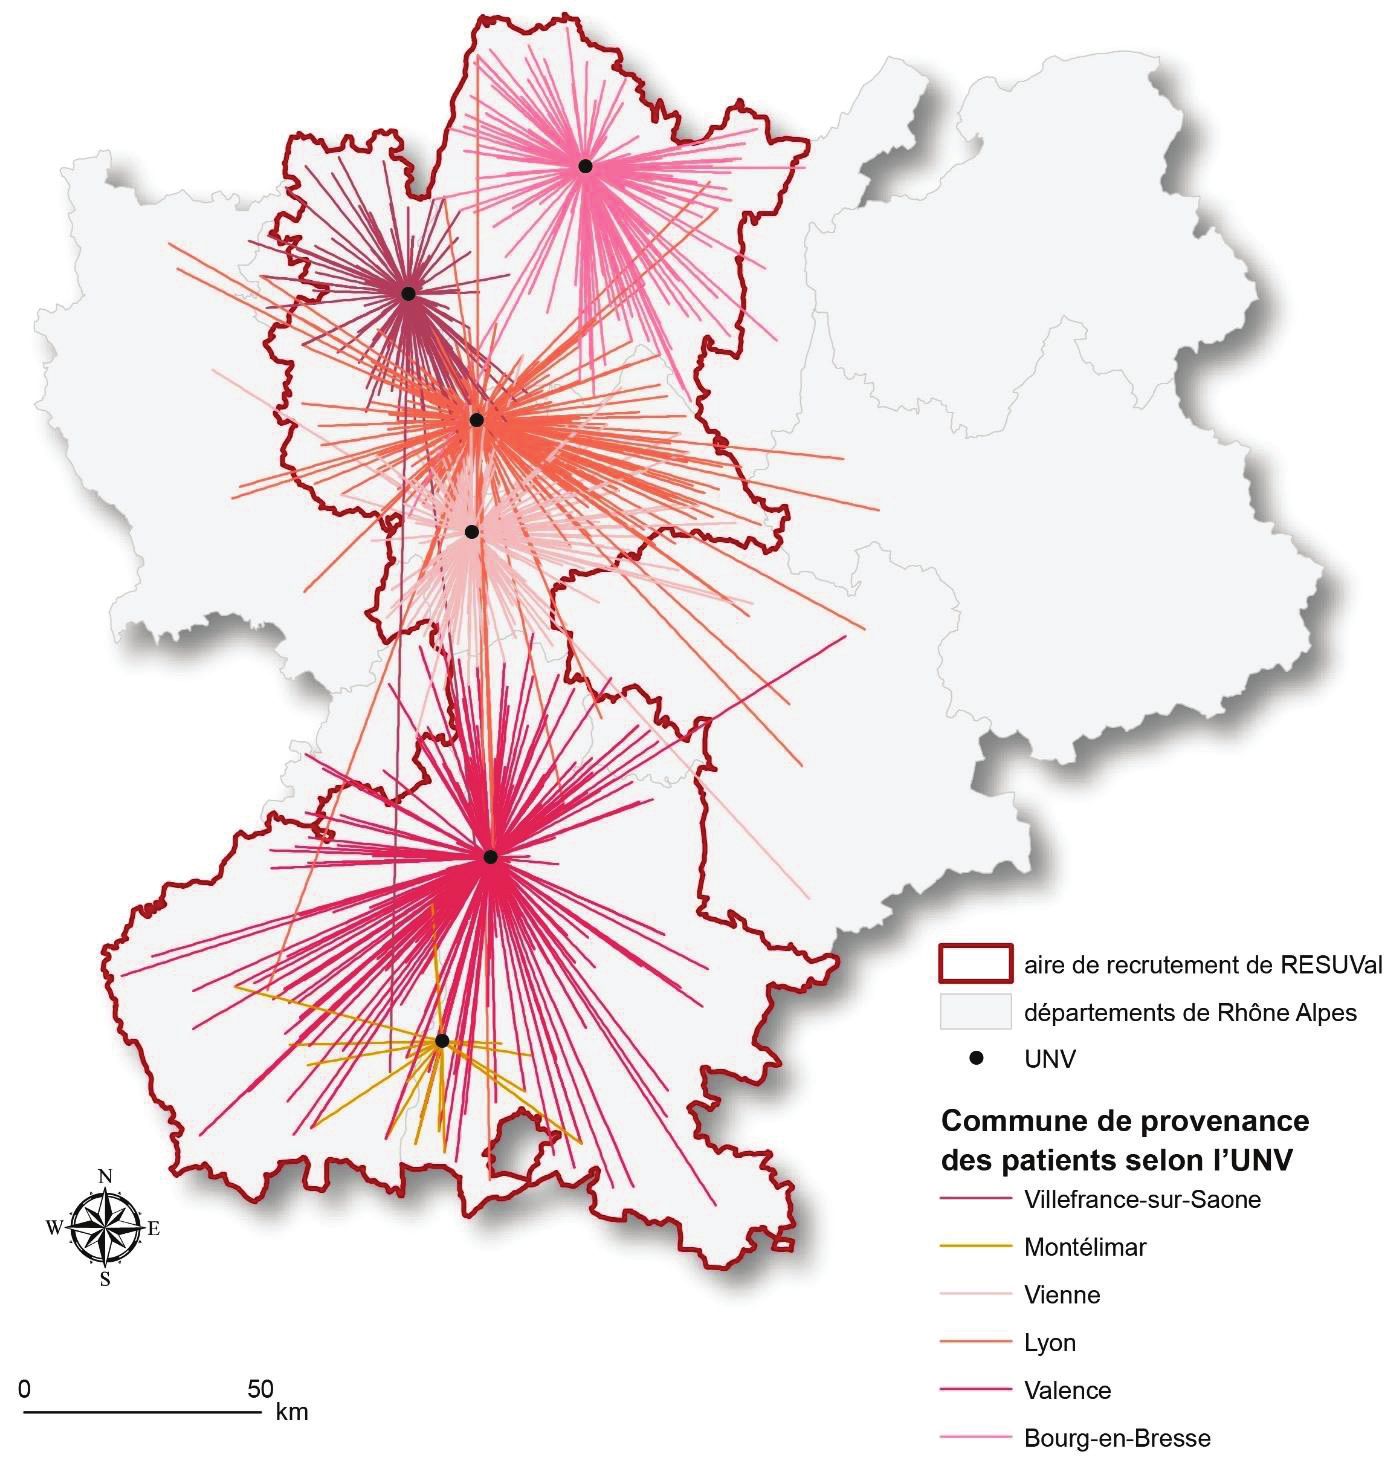 aire de recrutement de RESUVal
départements de Rhône Alpes
UNV
Commune de provenance
des patients selon l'UNV
Villefrance-sur-Saone
Montélimar
Vienne
Lyon
Valence
Bourg-en-Bresse
N
W E
S
0 50
km